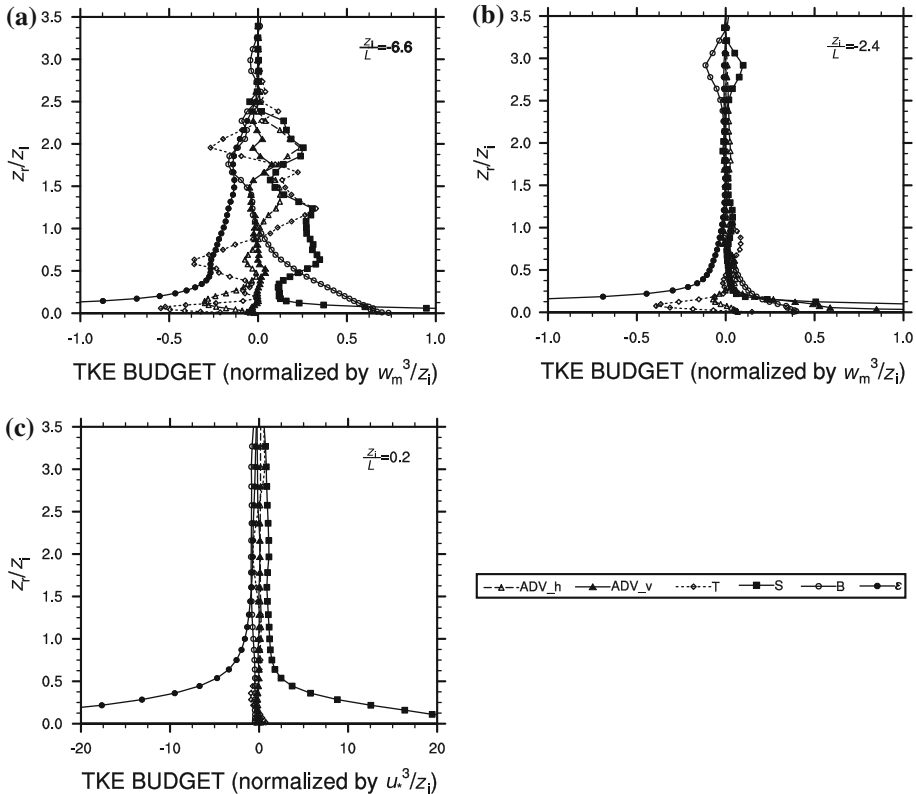 (a)
3.5
3.0
2.5
2.0
1.5
1.0
0.5
0.0
z_r/z_i
z_i/L=-6.6
-1.0 -0.5 0.0 0.5 1.0
TKE BUDGET (normalized by w_m^3/z_i)
(b)
3.5
3.0
2.5
2.0
1.5
1.0
0.5
0.0
z_r/z_i
z_i/L=-2.4
-1.0 -0.5 0.0 0.5 1.0
TKE BUDGET (normalized by w_m^3/z_i)
(c)
3.5
3.0
2.5
2.0
1.5
1.0
0.5
0.0
z_r/z_i
z_i/L=0.2
-20 -10 0 10 20
TKE BUDGET (normalized by u_*^3/z_i)
ADV_h ADV_v T S B ε